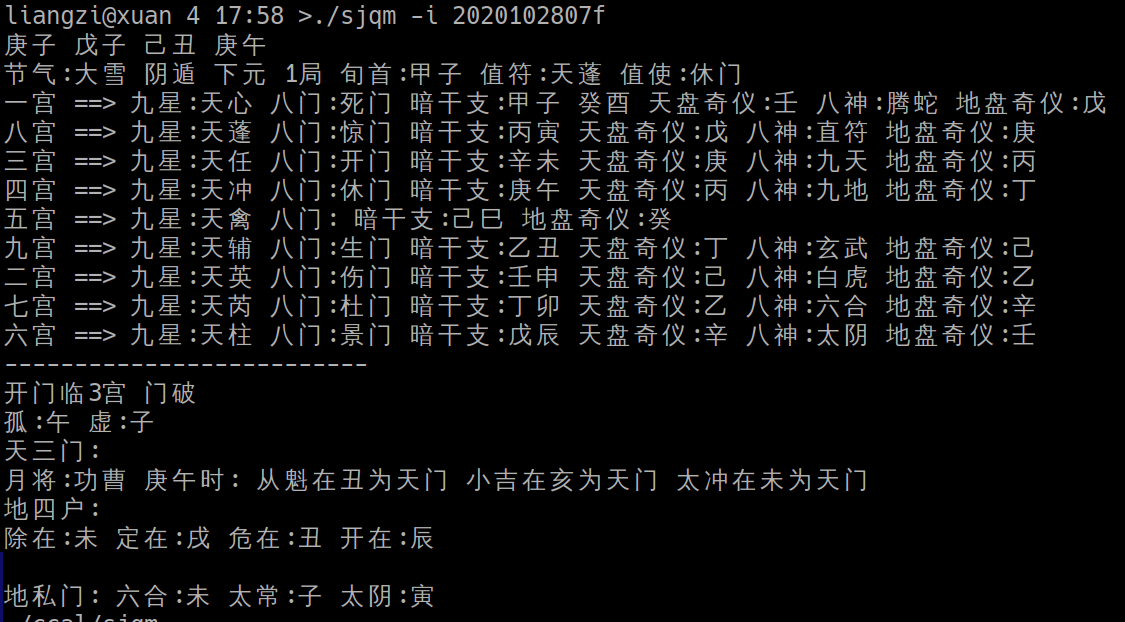 liangzi@xuan 4 17:58 >./sjqm -i 2020102807f
庚子 戊子 己丑 庚午
节气:大雪 阴遁 下元 1局 旬首:甲子 值符:天蓬 值使:休门
一宫 ==> 九星:天心 八门:死门 暗干支:甲子 癸酉 天盘奇仪:壬 八神:腾蛇 地盘奇仪:戊
八宫 ==> 九星:天蓬 八门:惊门 暗干支:丙寅 天盘奇仪:戊 八神:直符 地盘奇仪:庚
三宫 ==> 九星:天任 八门:开门 暗干支:辛未 天盘奇仪:庚 八神:九天 地盘奇仪:丙
四宫 ==> 九星:天冲 八门:休门 暗干支:庚午 天盘奇仪:丙 八神:九地 地盘奇仪:丁
五宫 ==> 九星:天禽 八门: 暗干支:己巳 地盘奇仪:癸
九宫 ==> 九星:天辅 八门:生门 暗干支:乙丑 天盘奇仪:丁 八神:玄武 地盘奇仪:己
二宫 ==> 九星:天英 八门:伤门 暗干支:壬申 天盘奇仪:己 八神:白虎 地盘奇仪:乙
七宫 ==> 九星:天芮 八门:杜门 暗干支:丁卯 天盘奇仪:乙 八神:六合 地盘奇仪:辛
六宫 ==> 九星:天柱 八门:景门 暗干支:戊辰 天盘奇仪:辛 八神:太阴 地盘奇仪:壬
--------------------------
开门临3宫 门破
孤:午 虚:子
天三门:
月将:功曹 庚午时: 从魁在丑为天门 小吉在亥为天门 太冲在未为天门
地四户:
除在:未 定在:戌 危在:丑 开在:辰
地私门: 六合:未 太常:子 太阴:寅